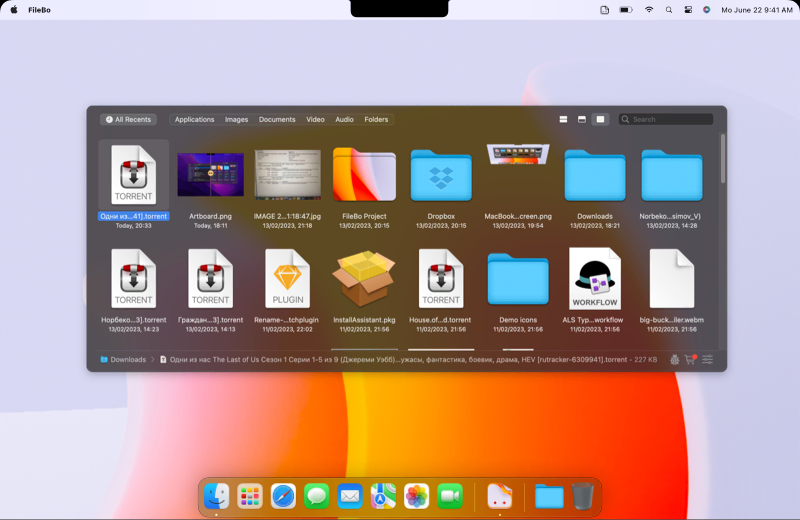 FileBo
Mo June 22 9:41 AM
All Recents
Applications
Images
Documents
Video
Audio
Folders
Search
TORRENT
Одни из...41].torrent
Today, 20:33
Artboard.png
Today, 18:11
IMAGE 2...1:18:47.jpg
13/02/2023, 21:18
FileBo Project
13/02/2023, 20:15
Dropbox
13/02/2023, 20:15
MacBook...creen.png
13/02/2023, 19:54
Downloads
13/02/2023, 18:21
Norbeko...simov_V)
13/02/2023, 14:28
TORRENT
Норбеко...3].torrent
13/02/2023, 14:23
TORRENT
Граждан...3].torrent
13/02/2023, 14:13
PLUGIN
Rename-...tchplugin
11/02/2023, 22:02
InstallAssistant.pkg
11/02/2023, 21:56
TORRENT
House.of...d.torrent
11/02/2023, 21:56
Demo icons
11/02/2023, 21:56
WORKFLOW
ALS Typ...workflow
11/02/2023, 21:56
big-buck...iler.webm
11/02/2023, 21:56
Downloads
Одни из нас The Last of Us Сезон 1 Серии 1-5 из 9 (Джереми Уэбб)...ужасы, фантастика, боевик, драма, HEV [rutracker-6309941].torrent - 227 KB